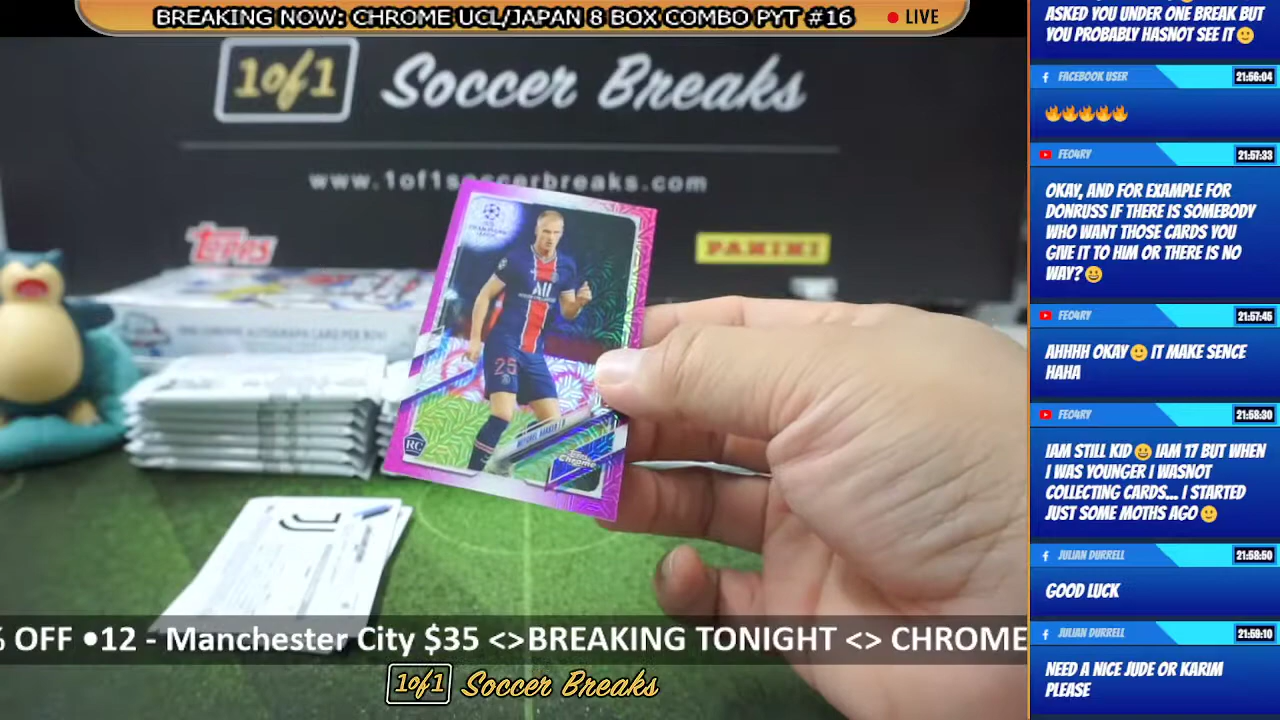 BREAKING NOW: CHROME UCL/JAPAN 8 BOX COMBO PYT #16
LIVE
1of1 Soccer Breaks
www.1of1soccerbreaks.com
Topps
PANINI
25
RC
Chrome
% OFF •12 - Manchester City $35 <>BREAKING TONIGHT <> CHROME
1of1 Soccer Breaks
ASKED YOU UNDER ONE BREAK BUT
YOU PROBABLY HASNOT SEE IT🙂
FACEBOOK USER
21:56:04
🔥🔥🔥🔥🔥
FEO4RY
21:57:33
OKAY, AND FOR EXAMPLE FOR
DONRUSS IF THERE IS SOMEBODY
WHO WANT THOSE CARDS YOU
GIVE IT TO HIM OR THERE IS NO
WAY?😀
FEO4RY
21:57:45
AHHHH OKAY🙂 IT MAKE SENCE
HAHA
FEO4RY
21:58:30
IAM STILL KID😀 IAM 17 BUT WHEN
I WAS YOUNGER I WASNOT
COLLECTING CARDS... I STARTED
JUST SOME MOTHS AGO🙂
JULIAN DURRELL
21:58:50
GOOD LUCK
JULIAN DURRELL
21:59:10
NEED A NICE JUDE OR KARIM
PLEASE